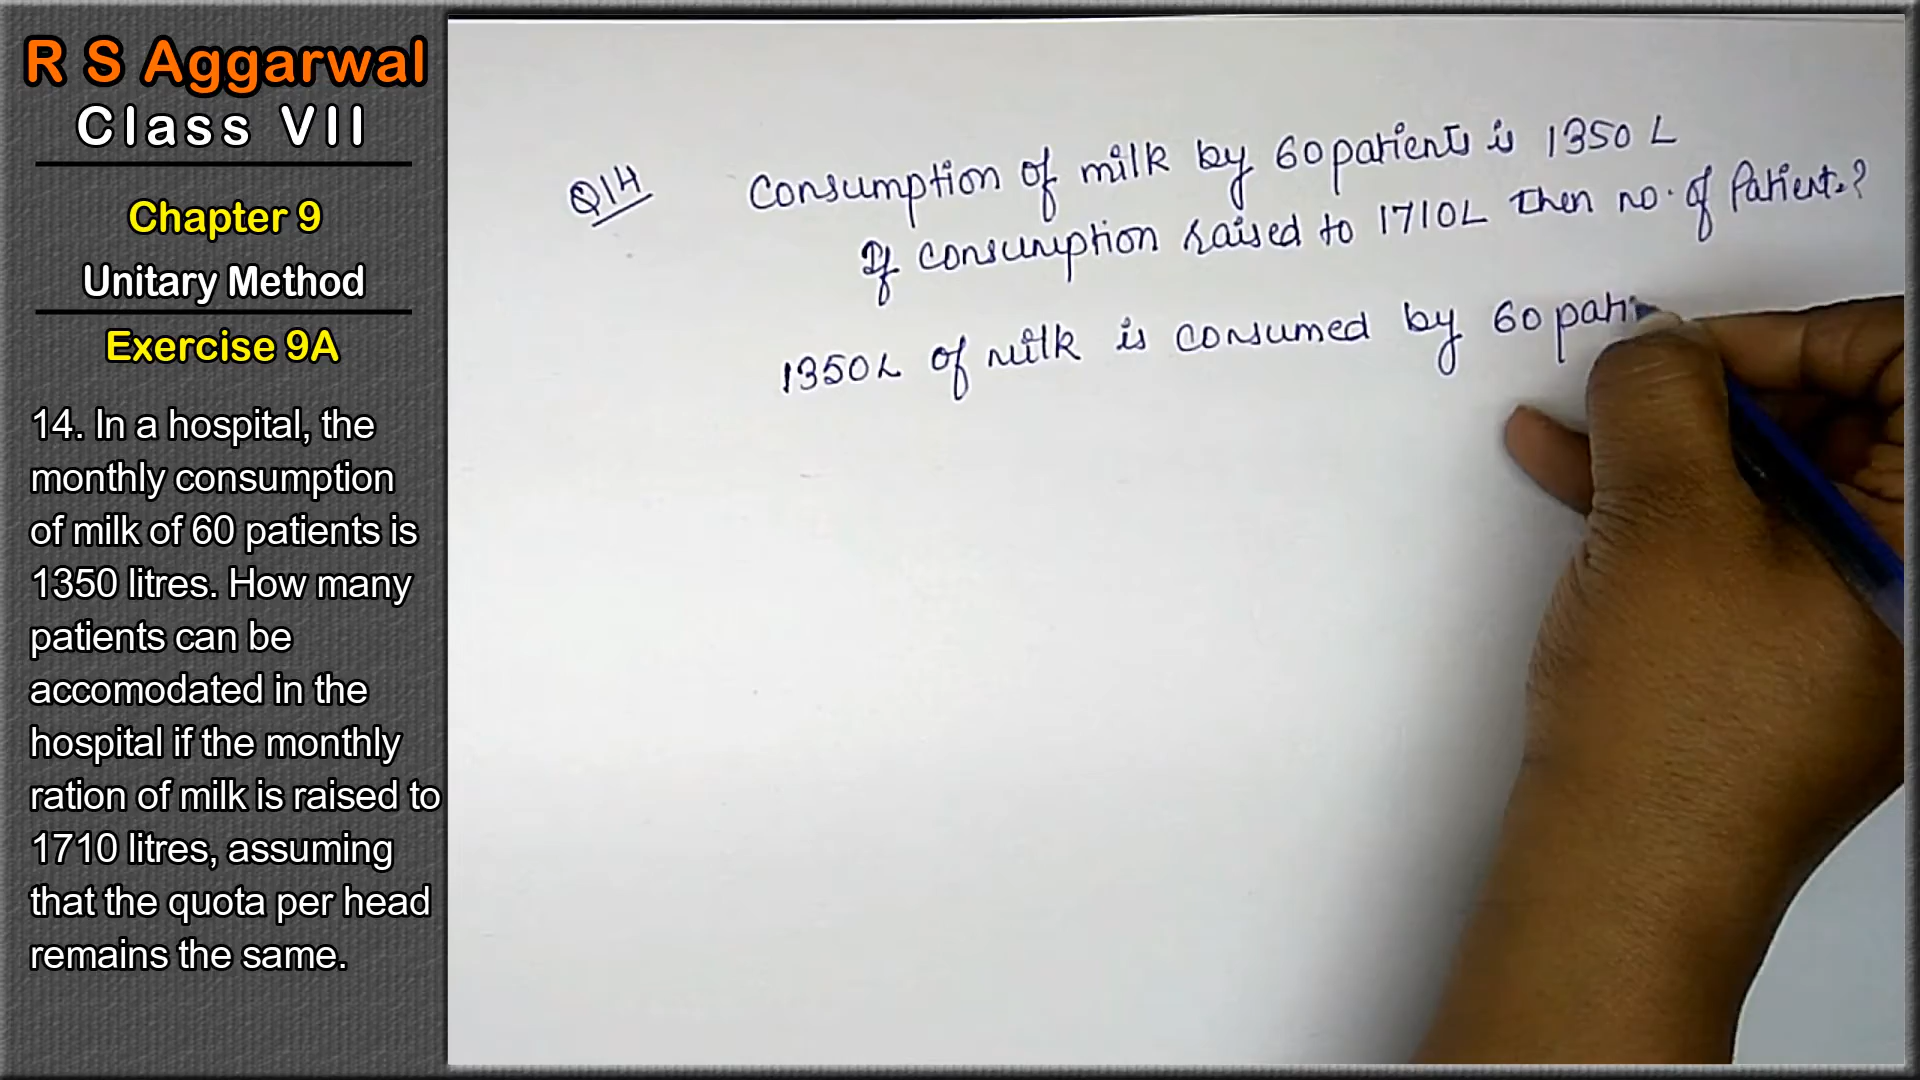 R S Aggarwal
Class VII
Chapter 9
Unitary Method
Exercise 9A
14. In a hospital, the
monthly consumption
of milk of 60 patients is
1350 litres. How many
patients can be
accomodated in the
hospital if the monthly
ration of milk is raised to
1710 litres, assuming
that the quota per head
remains the same.
Q14 Consumption of milk by 60 patients is 1350 L
If consumption raised to 1710L then no. of Patient.?
1350L of milk is consumed by 60 pati